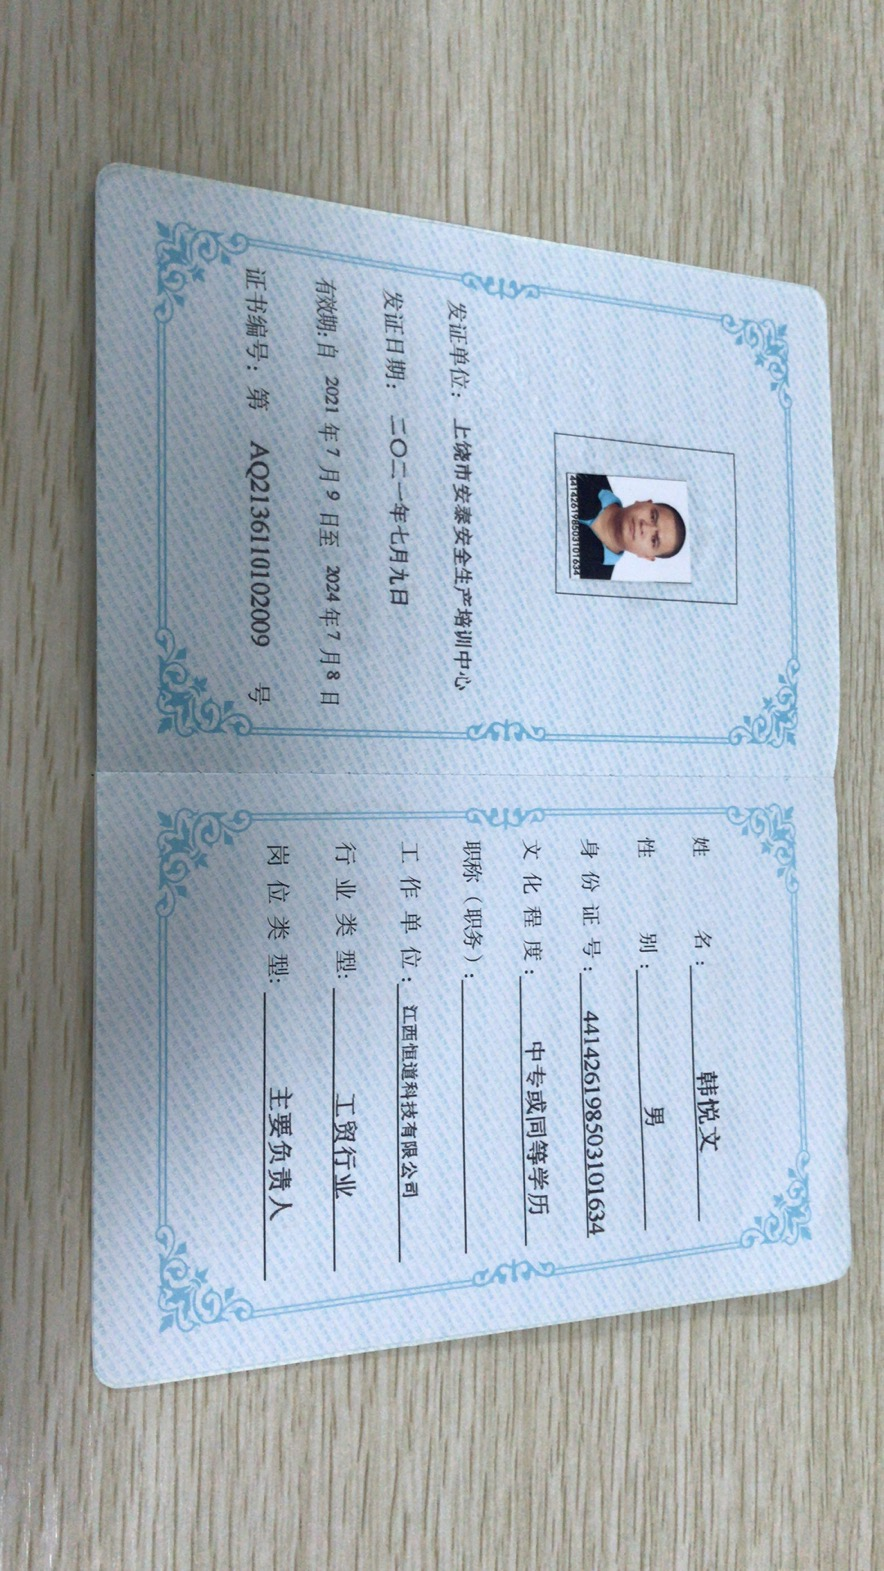 441426198503101634
发证单位：上饶市安泰安全生产培训中心
发证日期：二〇二一年七月九日
有效期:自 2021 年 7 月 9 日至 2024 年 7 月 8 日
证书编号：第 AQ2136110102009 号
姓 名：韩悦文
性 别：男
身份证号：441426198503101634
文化程度：中专或同等学历
职称（职务）：
工作单位：江西恒道科技有限公司
行业类型：工贸行业
岗位类型：主要负责人